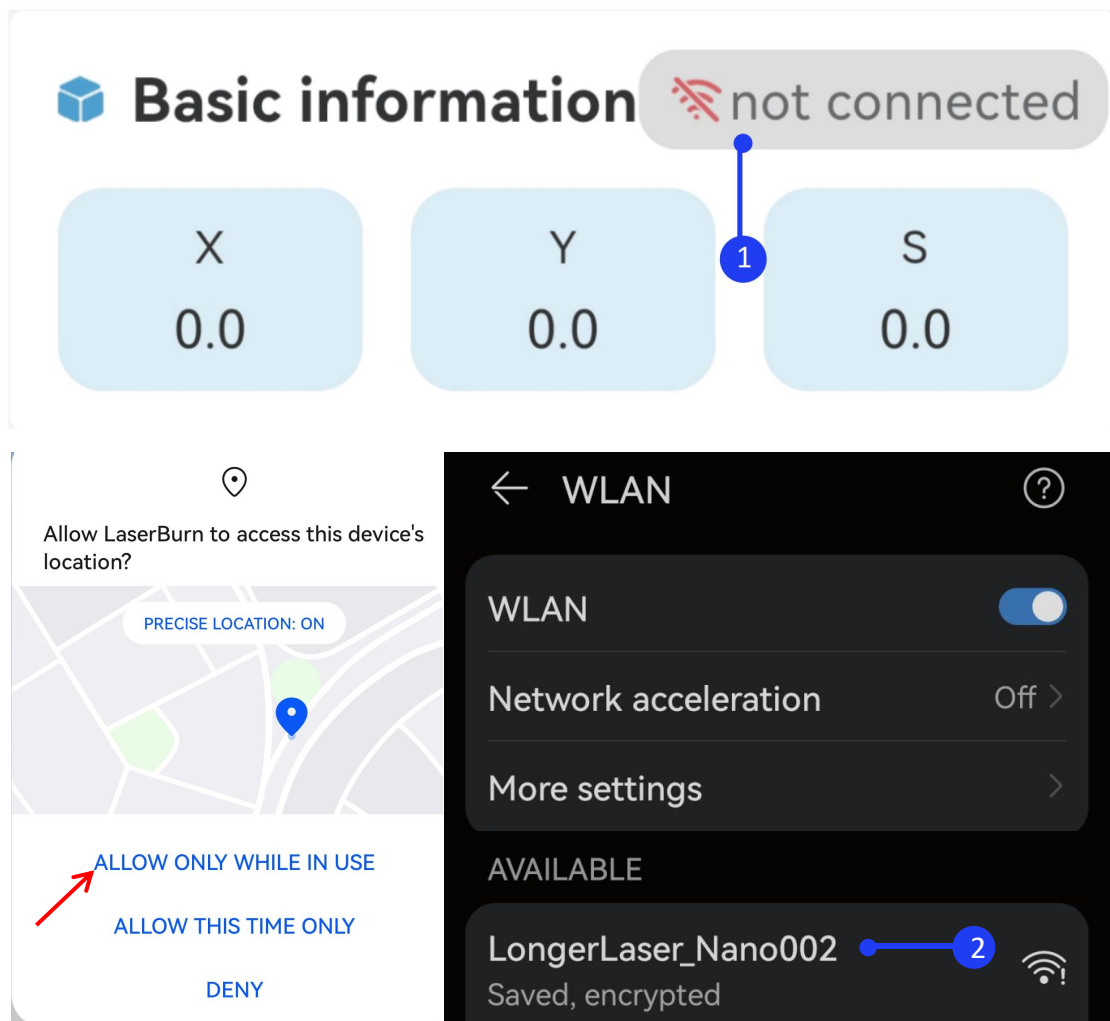 Basic information not connected
X Y S
1
0.0 0.0 0.0
Allow LaserBurn to access this device's
location?
PRECISE LOCATION: ON
ALLOW ONLY WHILE IN USE
ALLOW THIS TIME ONLY
DENY
WLAN
?
WLAN
Network acceleration Off
More settings
AVAILABLE
LongerLaser_Nano002 2
Saved, encrypted